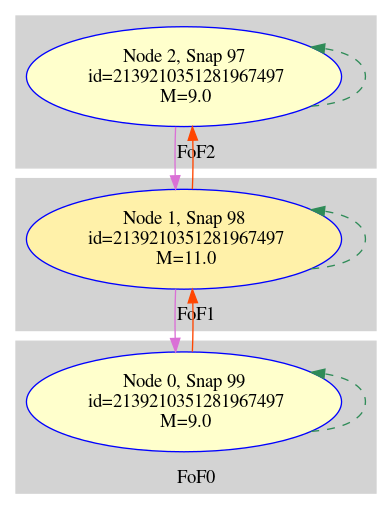 Node 2, Snap 97
id=2139210351281967497
M=9.0
FoF2
Node 1, Snap 98
id=2139210351281967497
M=11.0
FoF1
Node 0, Snap 99
id=2139210351281967497
M=9.0
FoF0